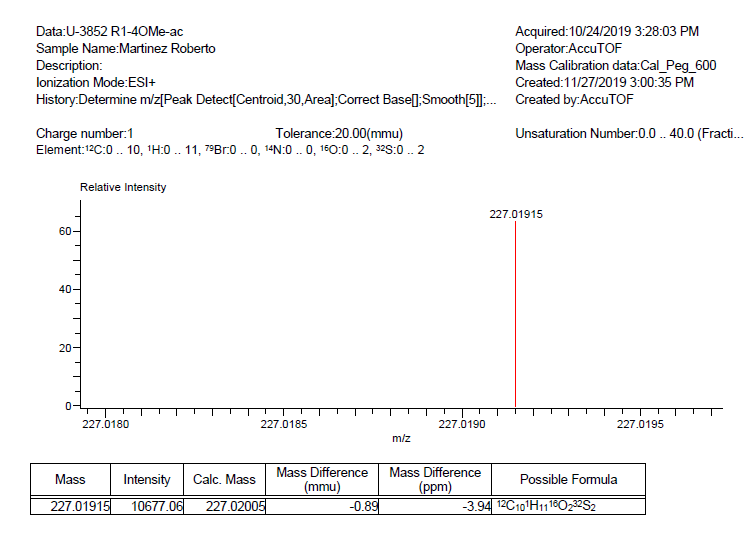 Data:U-3852 R1-4OMe-ac
Acquired:10/24/2019 3:28:03 PM
Sample Name:Martinez Roberto
Operator:AccuTOF
Description:
Mass Calibration data:Cal_Peg_600
Ionization Mode:ESI+
Created:11/27/2019 3:00:35 PM
History:Determine m/z[Peak Detect[Centroid,30,Area];Correct Base[];Smooth[5]];...
Created by:AccuTOF
Charge number:1
Tolerance:20.00(mmu)
Unsaturation Number:0.0 .. 40.0 (Fracti...
Element:¹²C:0 .. 10, ¹H:0 .. 11, ⁷⁹Br:0 .. 0, ¹⁴N:0 .. 0, ¹⁶O:0 .. 2, ³²S:0 .. 2
Relative Intensity
227.01915
60
40
20
0
227.0180 227.0185 227.0190 227.0195
m/z
Mass Intensity Calc. Mass Mass Difference (mmu) Mass Difference (ppm) Possible Formula
227.01915 10677.06 227.02005 -0.89 -3.94 ¹²C₁₀¹H₁₁¹⁶O₂³²S₂